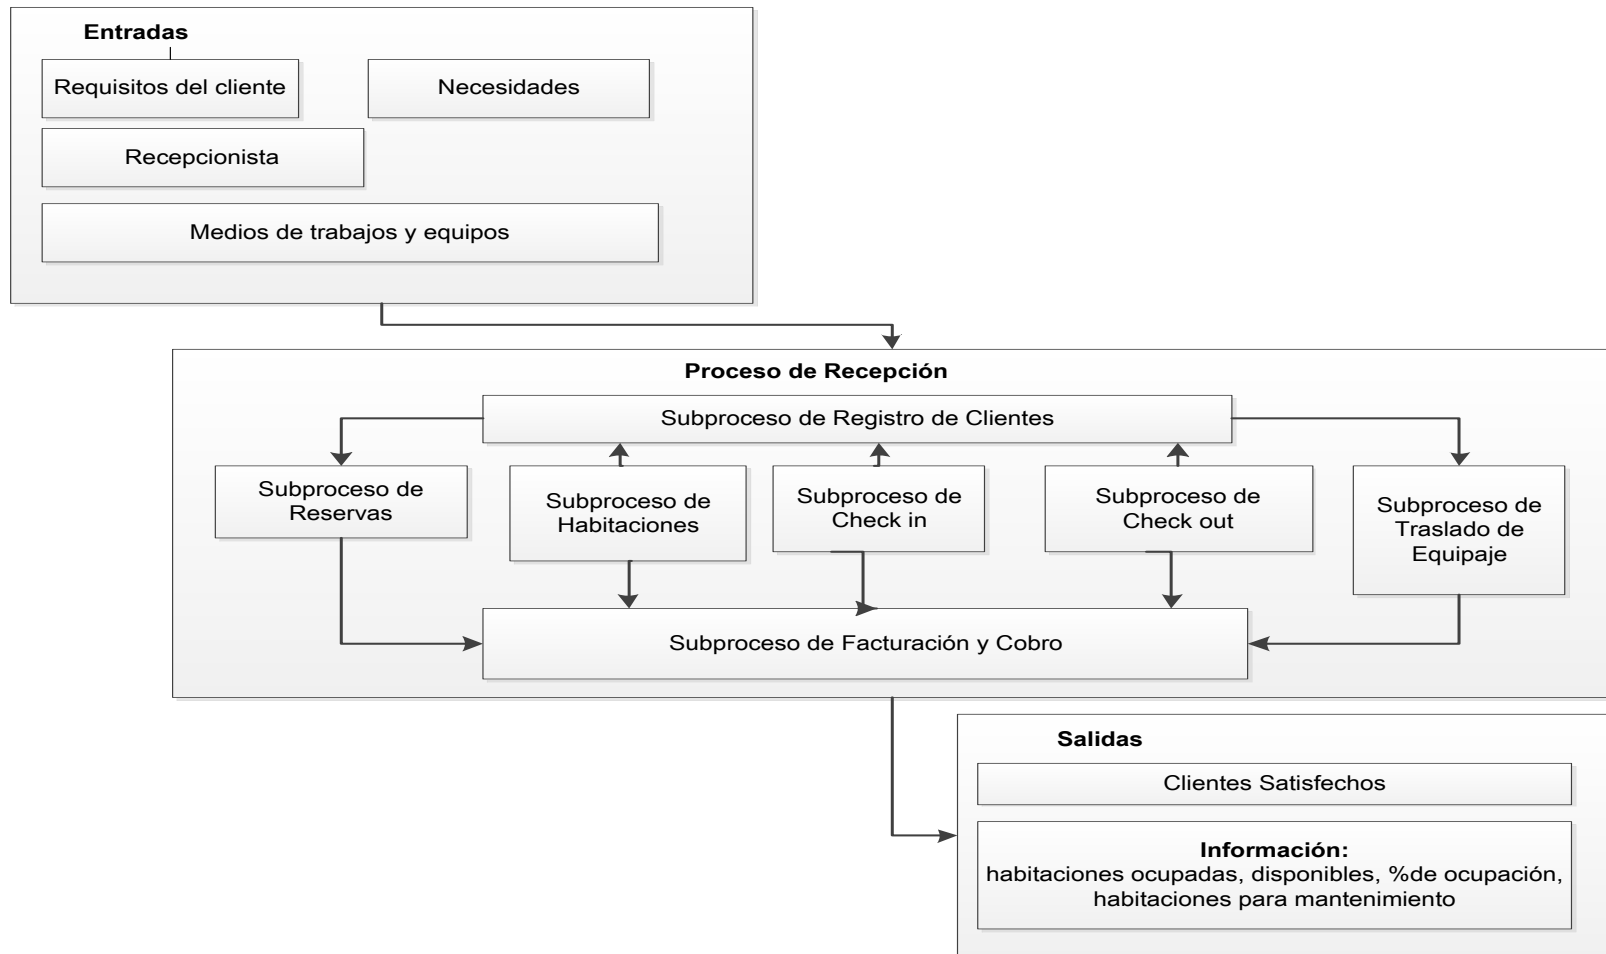 Entradas
Requisitos del cliente
Necesidades
Recepcionista
Medios de trabajos y equipos
Proceso de Recepción
Subproceso de Registro de Clientes
Subproceso de
Reservas
Subproceso de
Habitaciones
Subproceso de
Check in
Subproceso de
Check out
Subproceso de
Traslado de
Equipaje
Subproceso de Facturación y Cobro
Salidas
Clientes Satisfechos
Información:
habitaciones ocupadas, disponibles, %de ocupación,
habitaciones para mantenimiento